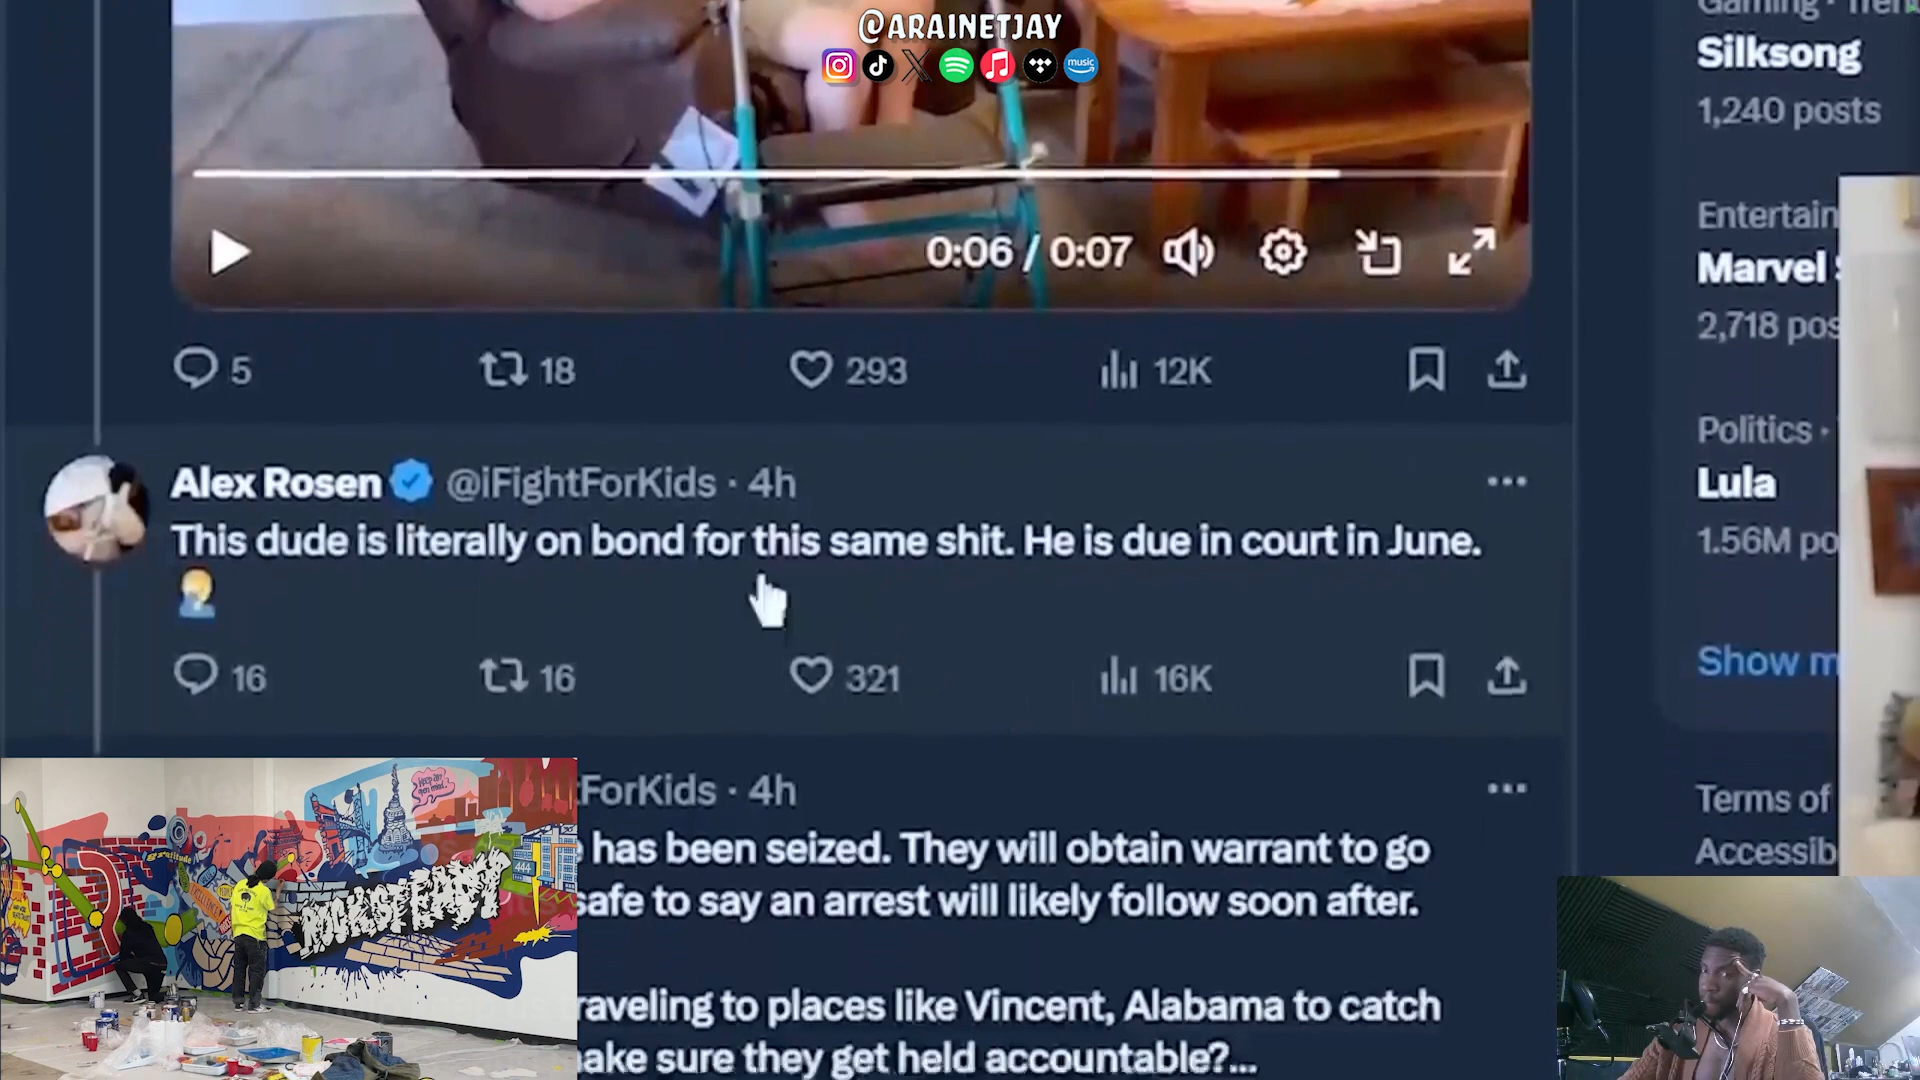 @ARAINETJAY
music
Silksong
1,240 posts
Entertain
Marvel
2,718 pos
0:06 / 0:07
5
18
293
12K
Politics ·
Lula
1.56M po
Show m
Alex Rosen @iFightForKids · 4h
This dude is literally on bond for this same shit. He is due in court in June.
16
16
321
16K
Terms of
Accessib
ForKids · 4h
has been seized. They will obtain warrant to go
safe to say an arrest will likely follow soon after.
raveling to places like Vincent, Alabama to catch
ake sure they get held accountable?...
gratitude
444
ROCKSTEADY